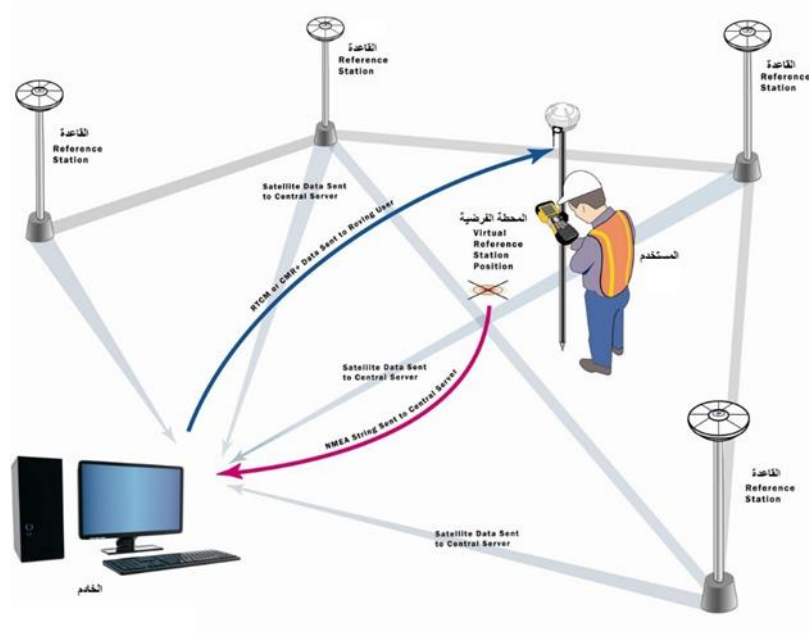 القاعدة
Reference
Station
القاعدة
Reference
Station
القاعدة
Reference
Station
Satellite Data Sent
to Central Server
RTCM or CMR+ Data Sent to Roving User
المحطة الفرضية
Virtual
Reference
Station
Position
المستخدم
Satellite Data Sent
to Central Server
NMEA String Sent to Central Server
القاعدة
Reference
Station
Satellite Data Sent
to Central Server
الخادم